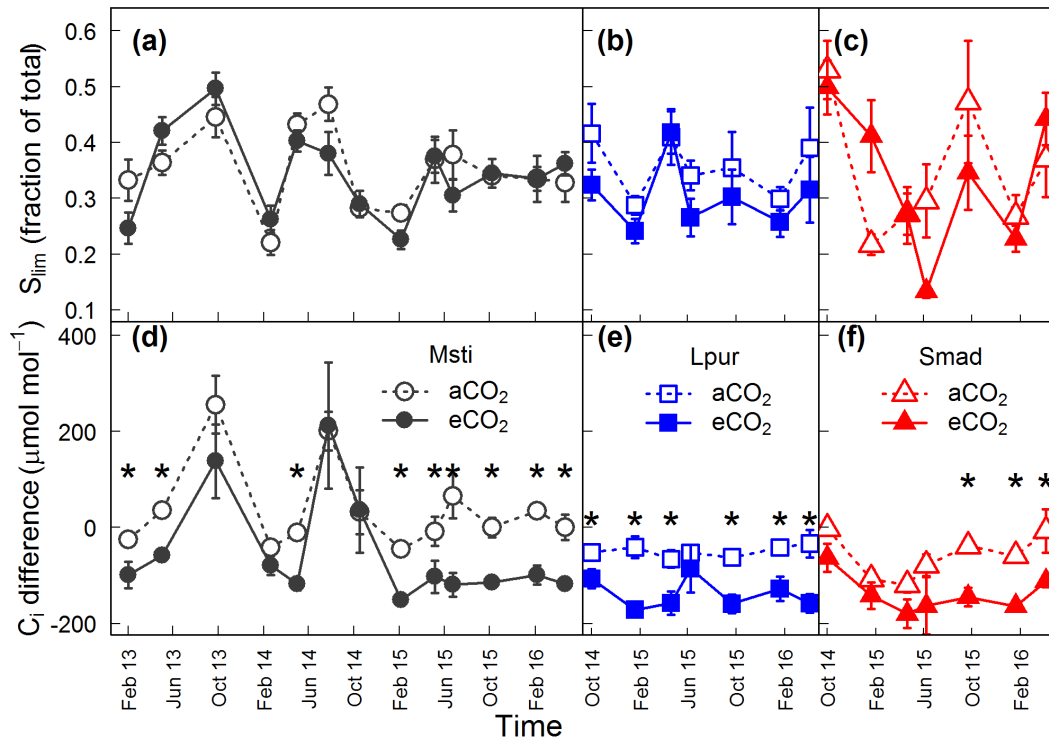 (a) (b) (c)
S_lim (fraction of total)
0.6
0.5
0.4
0.3
0.2
0.1
(d) (e) (f)
C_i difference (µmol mol⁻¹)
400
200
0
-200
Msti
aCO₂
eCO₂
Lpur
aCO₂
eCO₂
Smad
aCO₂
eCO₂
* * * * * * * * *
* * * * * *
* * *
Feb 13 Jun 13 Oct 13 Feb 14 Jun 14 Oct 14 Feb 15 Jun 15 Oct 15 Feb 16
Oct 14 Feb 15 Jun 15 Oct 15 Feb 16
Oct 14 Feb 15 Jun 15 Oct 15 Feb 16
Time